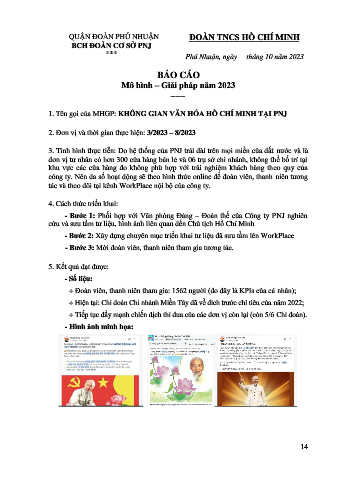 QUẬN ĐOÀN PHÚ NHUẬN
BCH ĐOÀN CƠ SỞ PNJ
***
ĐOÀN TNCS HỒ CHÍ MINH
Phú Nhuận, ngày tháng 10 năm 2023
BÁO CÁO
Mô hình – Giải pháp năm 2023
1. Tên gọi của MHGP: KHÔNG GIAN VĂN HÓA HỒ CHÍ MINH TẠI PNJ
2. Đơn vị và thời gian thực hiện: 3/2023 – 8/2023
3. Tình hình thực tiễn: Do hệ thống của PNJ trải dài trên mọi miền của đất nước và là
đơn vị tư nhân có hơn 300 cửa hàng bán lẻ và 06 trụ sở chi nhánh, không thể bố trí tại
khu vực các cửa hàng do không phù hợp với trải nghiệm khách hàng theo quy của
công ty. Nên đa số hoạt động sẽ theo hình thức online để đoàn viên, thanh niên tương
tác và theo dõi tại kênh WorkPlace nội bộ của công ty.
4. Cách thức triển khai:
- Bước 1: Phối hợp với Văn phòng Đảng – Đoàn thể của Công ty PNJ nghiên
cứu và sưu tầm tư liệu, hình ảnh liên quan đến Chủ tịch Hồ Chí Minh
- Bước 2: Xây dựng chuyên mục triển khai tư liệu đã sưu tầm lên WorkPlace
- Bước 3: Mời đoàn viên, thanh niên tham gia tương tác.
5. Kết quả đạt được:
- Số liệu:
+ Đoàn viên, thanh niên tham gia: 1562 người (do đây là KPIs của cá nhân);
+ Hiện tại: Chi đoàn Chi nhánh Miền Tây đã về đích trước chỉ tiêu của năm 2022;
+ Tiếp tục đẩy mạnh chiến dịch thi đua của các đơn vị còn lại (còn 5/6 Chi đoàn).
- Hình ảnh minh họa:
14